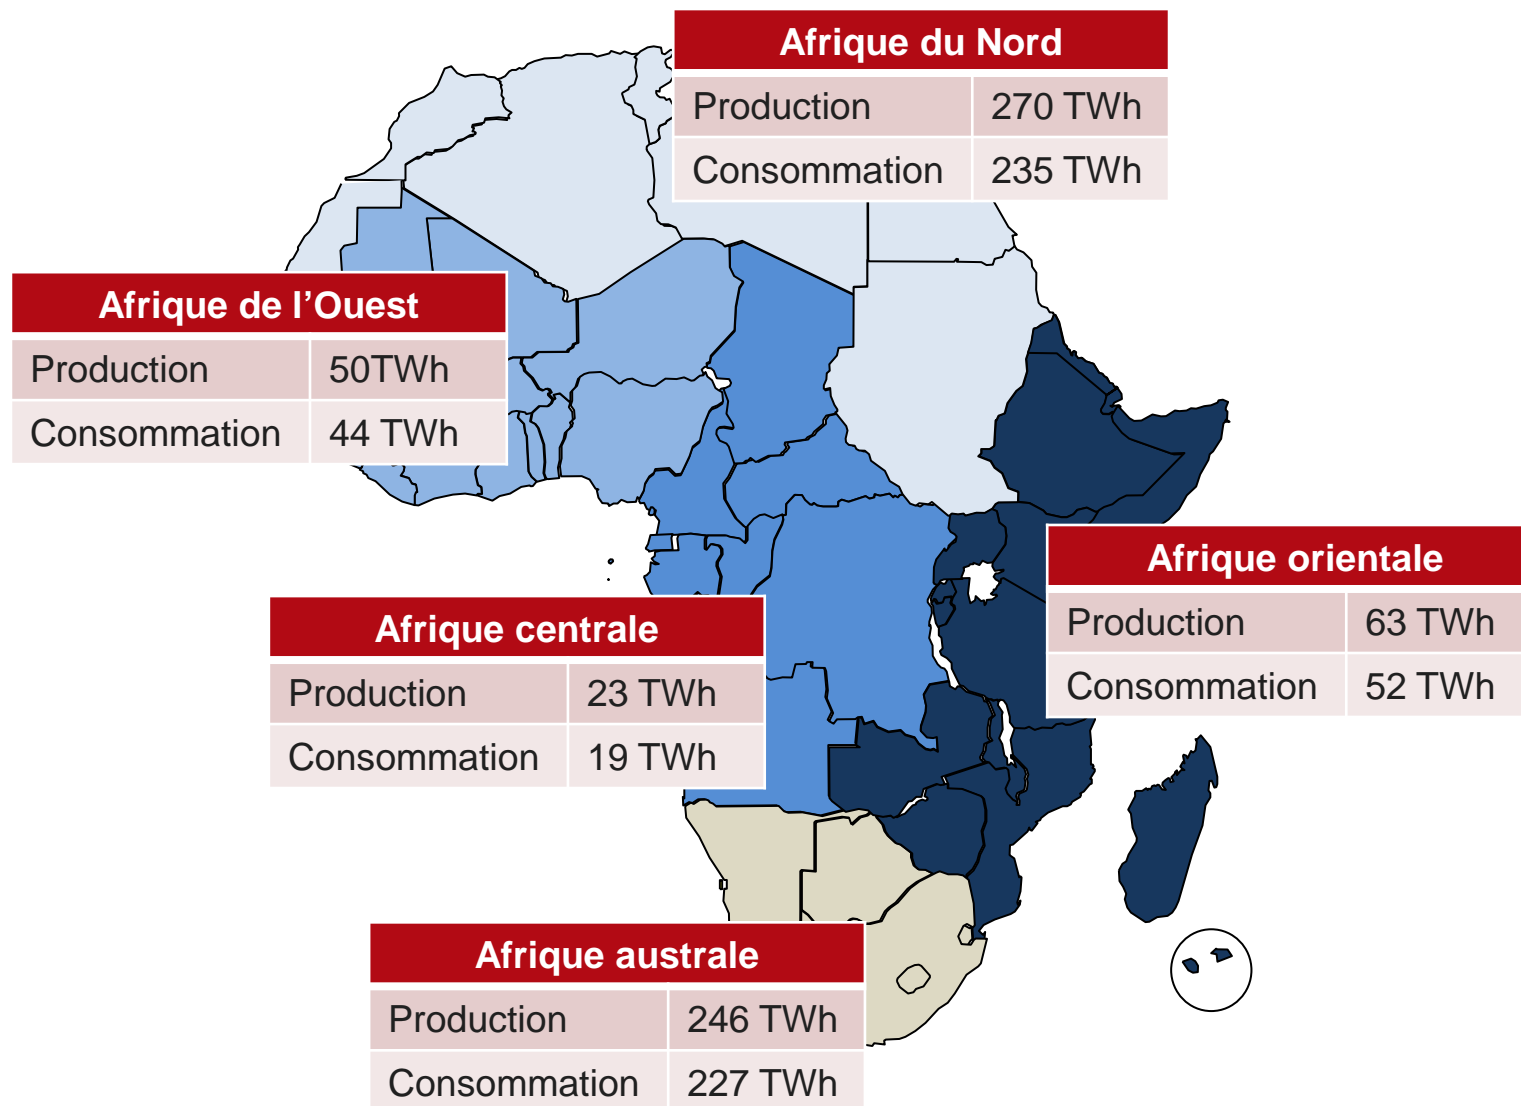 Afrique du Nord
Production 270 TWh
Consommation 235 TWh
Afrique de l’Ouest
Production 50TWh
Consommation 44 TWh
Afrique orientale
Production 63 TWh
Consommation 52 TWh
Afrique centrale
Production 23 TWh
Consommation 19 TWh
Afrique australe
Production 246 TWh
Consommation 227 TWh